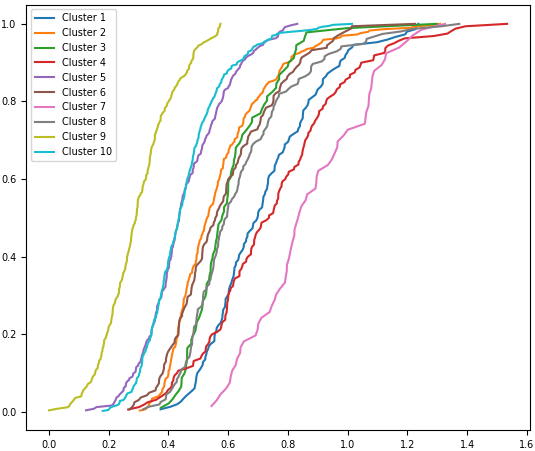 1.0
0.8
0.6
0.4
0.2
0.0
Cluster 1
Cluster 2
Cluster 3
Cluster 4
Cluster 5
Cluster 6
Cluster 7
Cluster 8
Cluster 9
Cluster 10
0.0 0.2 0.4 0.6 0.8 1.0 1.2 1.4 1.6